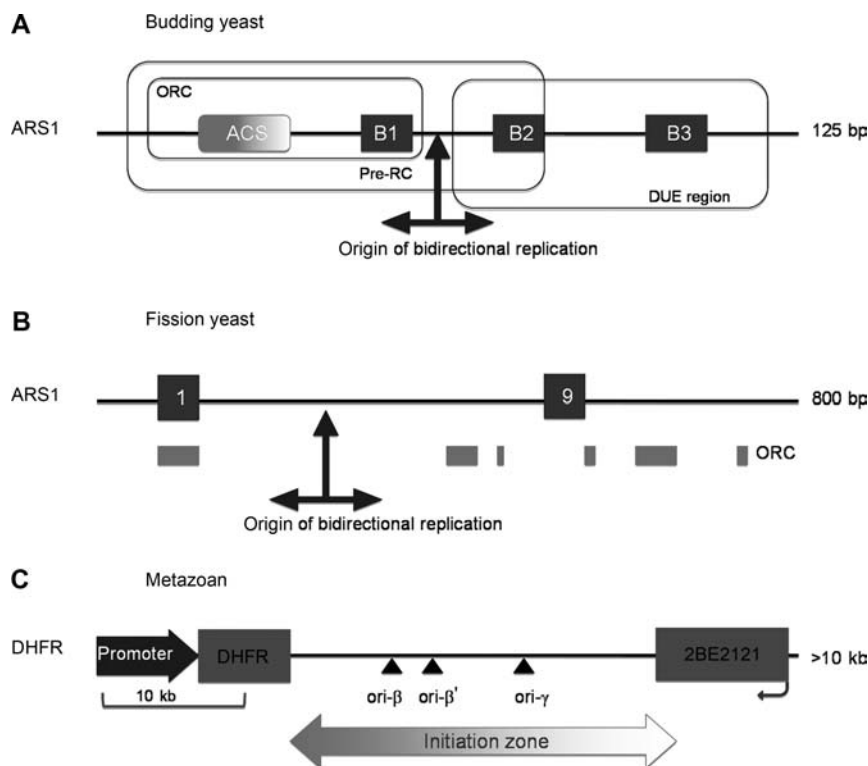 A Budding yeast
ORC
ARS1 ACS B1 B2 B3 125 bp
Pre-RC
DUE region
Origin of bidirectional replication
B Fission yeast
ARS1 1 9 800 bp
ORC
Origin of bidirectional replication
C Metazoan
DHFR Promoter DHFR 2BE2121 >10 kb
10 kb ori-β ori-β' ori-γ
Initiation zone